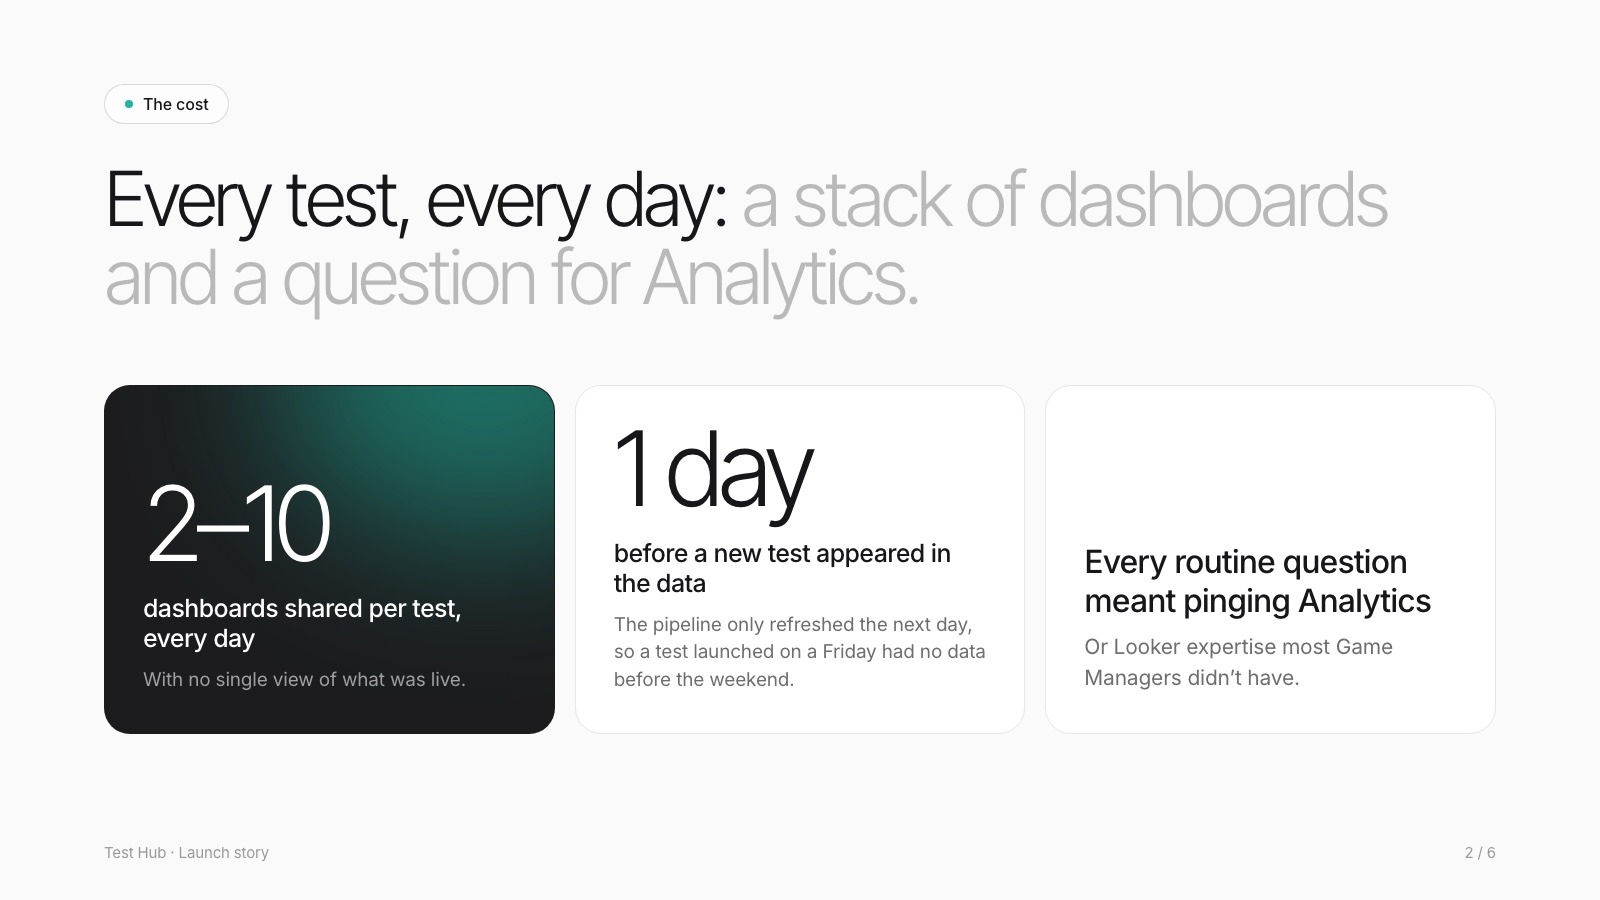 The cost
Every test, every day: a stack of dashboards
and a question for Analytics.
2–10
dashboards shared per test,
every day
With no single view of what was live.
1 day
before a new test appeared in
the data
The pipeline only refreshed the next day,
so a test launched on a Friday had no data
before the weekend.
Every routine question
meant pinging Analytics
Or Looker expertise most Game
Managers didn’t have.
Test Hub · Launch story
2 / 6